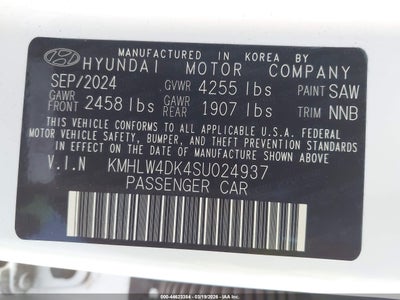 MANUFACTURED IN KOREA BY
HYUNDAI MOTOR COMPANY
SEP/2024 GVWR 4255 lbs PAINT SAW
GAWR FRONT 2458 lbs GAWR REAR 1907 lbs TRIM NNB
THIS VEHICLE CONFORMS TO ALL APPLICABLE U.S.A. FEDERAL
MOTOR VEHICLE SAFETY, BUMPER, AND THEFT PREVENTION STANDARDS
IN EFFECT ON THE DATE OF MANUFACTURE SHOWN ABOVE.
V.I.N KMHLW4DK4SU024937
PASSENGER CAR